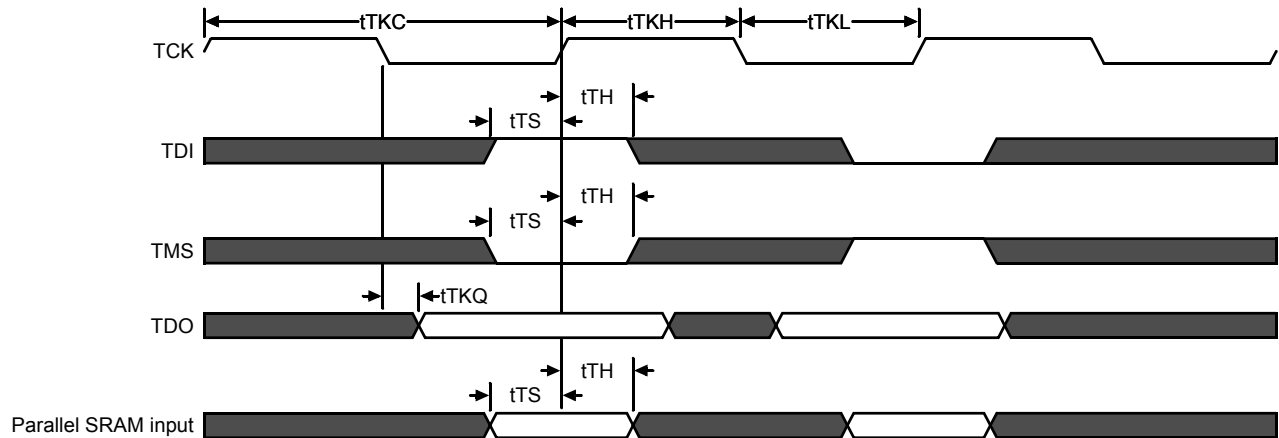 tTKC
tTKH
tTKL
TCK
tTH
tTS
TDI
tTH
tTS
TMS
tTKQ
TDO
tTH
tTS
Parallel SRAM input